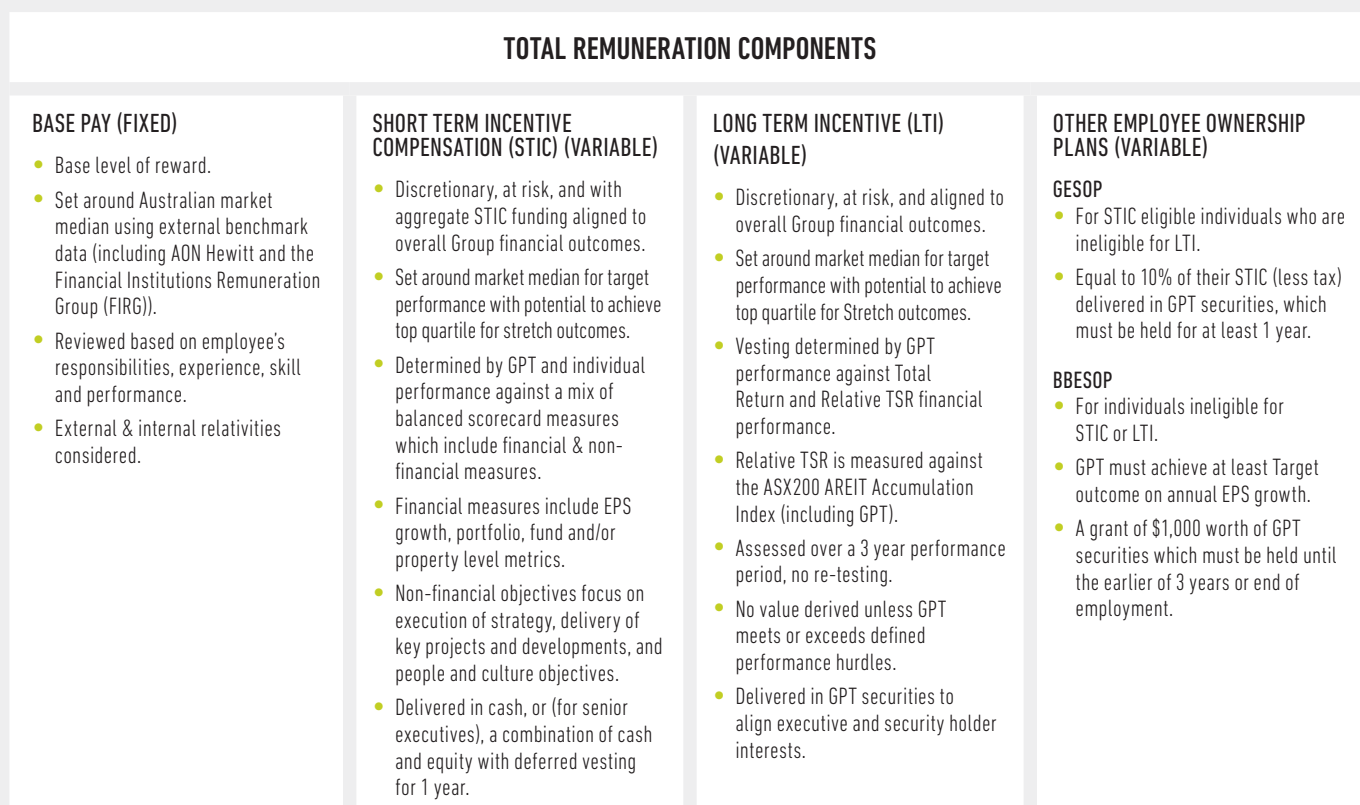 TOTAL REMUNERATION COMPONENTS
BASE PAY (FIXED)
• Base level of reward.
• Set around Australian market
median using external benchmark
data (including AON Hewitt and the
Financial Institutions Remuneration
Group (FIRG)).
• Reviewed based on employee's
responsibilities, experience, skill
and performance.
• External & internal relativities
considered.
SHORT TERM INCENTIVE
COMPENSATION (STIC) (VARIABLE)
• Discretionary, at risk, and with
aggregate STIC funding aligned to
overall Group financial outcomes.
• Set around market median for target
performance with potential to achieve
top quartile for stretch outcomes.
• Determined by GPT and individual
performance against a mix of
balanced scorecard measures
which include financial & non-
financial measures.
• Financial measures include EPS
growth, portfolio, fund and/or
property level metrics.
• Non-financial objectives focus on
execution of strategy, delivery of
key projects and developments, and
people and culture objectives.
• Delivered in cash, or (for senior
executives), a combination of cash
and equity with deferred vesting
for 1 year.
LONG TERM INCENTIVE (LTI)
(VARIABLE)
• Discretionary, at risk, and aligned to
overall Group financial outcomes.
• Set around market median for target
performance with potential to achieve
top quartile for Stretch outcomes.
• Vesting determined by GPT
performance against Total
Return and Relative TSR financial
performance.
• Relative TSR is measured against
the ASX200 AREIT Accumulation
Index (including GPT).
• Assessed over a 3 year performance
period, no re-testing.
• No value derived unless GPT
meets or exceeds defined
performance hurdles.
• Delivered in GPT securities to
align executive and security holder
interests.
OTHER EMPLOYEE OWNERSHIP
PLANS (VARIABLE)
GESOP
• For STIC eligible individuals who are
ineligible for LTI.
• Equal to 10% of their STIC (less tax)
delivered in GPT securities, which
must be held for at least 1 year.
BBESOP
• For individuals ineligible for
STIC or LTI.
• GPT must achieve at least Target
outcome on annual EPS growth.
• A grant of $1,000 worth of GPT
securities which must be held until
the earlier of 3 years or end of
employment.